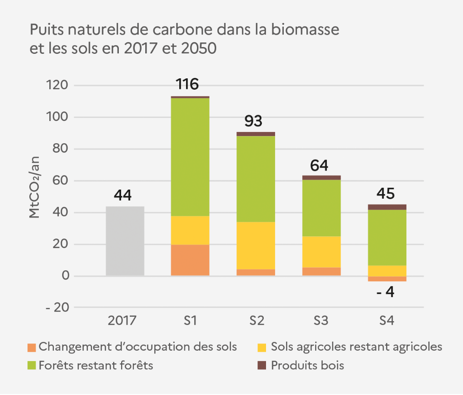 Puits naturels de carbone dans la biomasse
et les sols en 2017 et 2050
MtCO2/an
120
100
80
60
40
20
0
- 20
44
116
93
64
45
- 4
2017
S1
S2
S3
S4
Changement d'occupation des sols
Sols agricoles restant agricoles
Forêts restant forêts
Produits bois